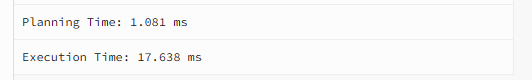 Planning Time: 1.081 ms
Execution Time: 17.638 ms